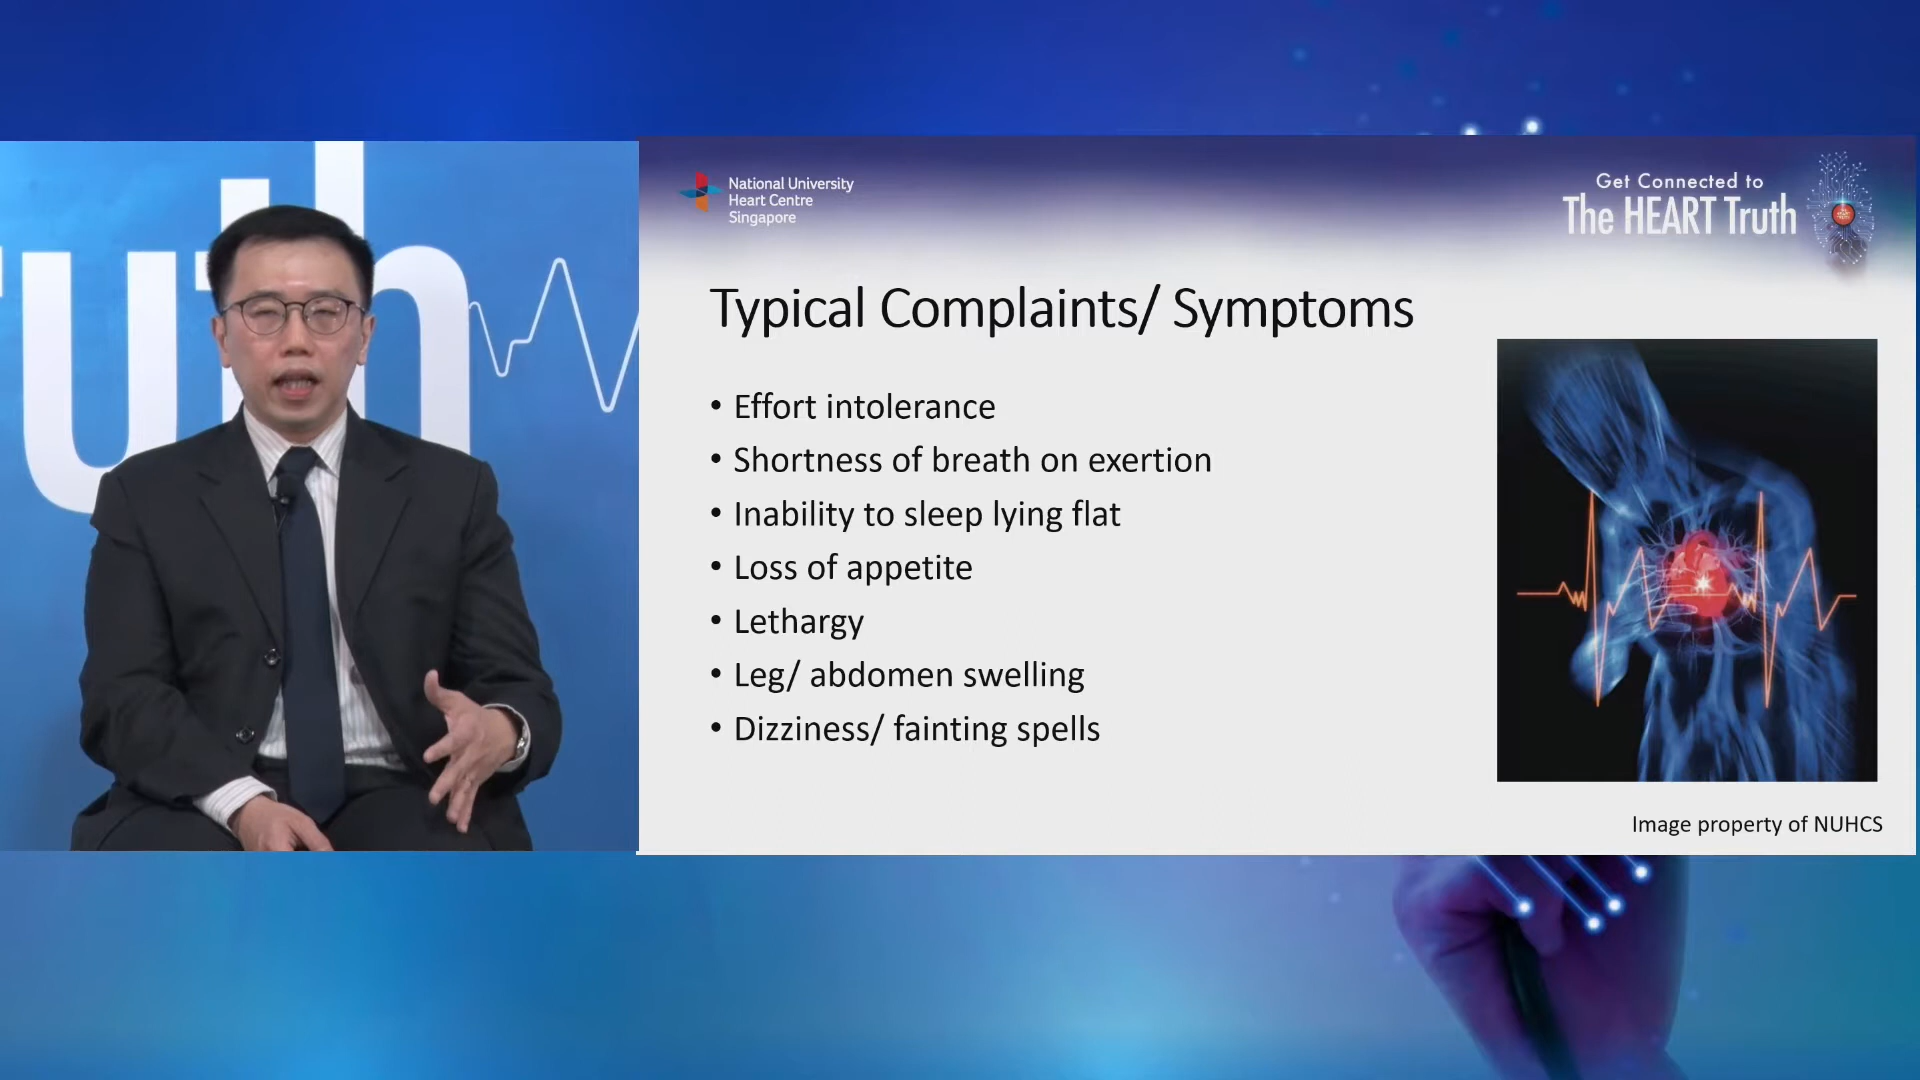 uth
National University
Heart Centre
Singapore
Get Connected to
The HEART Truth
Typical Complaints/ Symptoms
• Effort intolerance
• Shortness of breath on exertion
• Inability to sleep lying flat
• Loss of appetite
• Lethargy
• Leg/ abdomen swelling
• Dizziness/ fainting spells
Image property of NUHCS